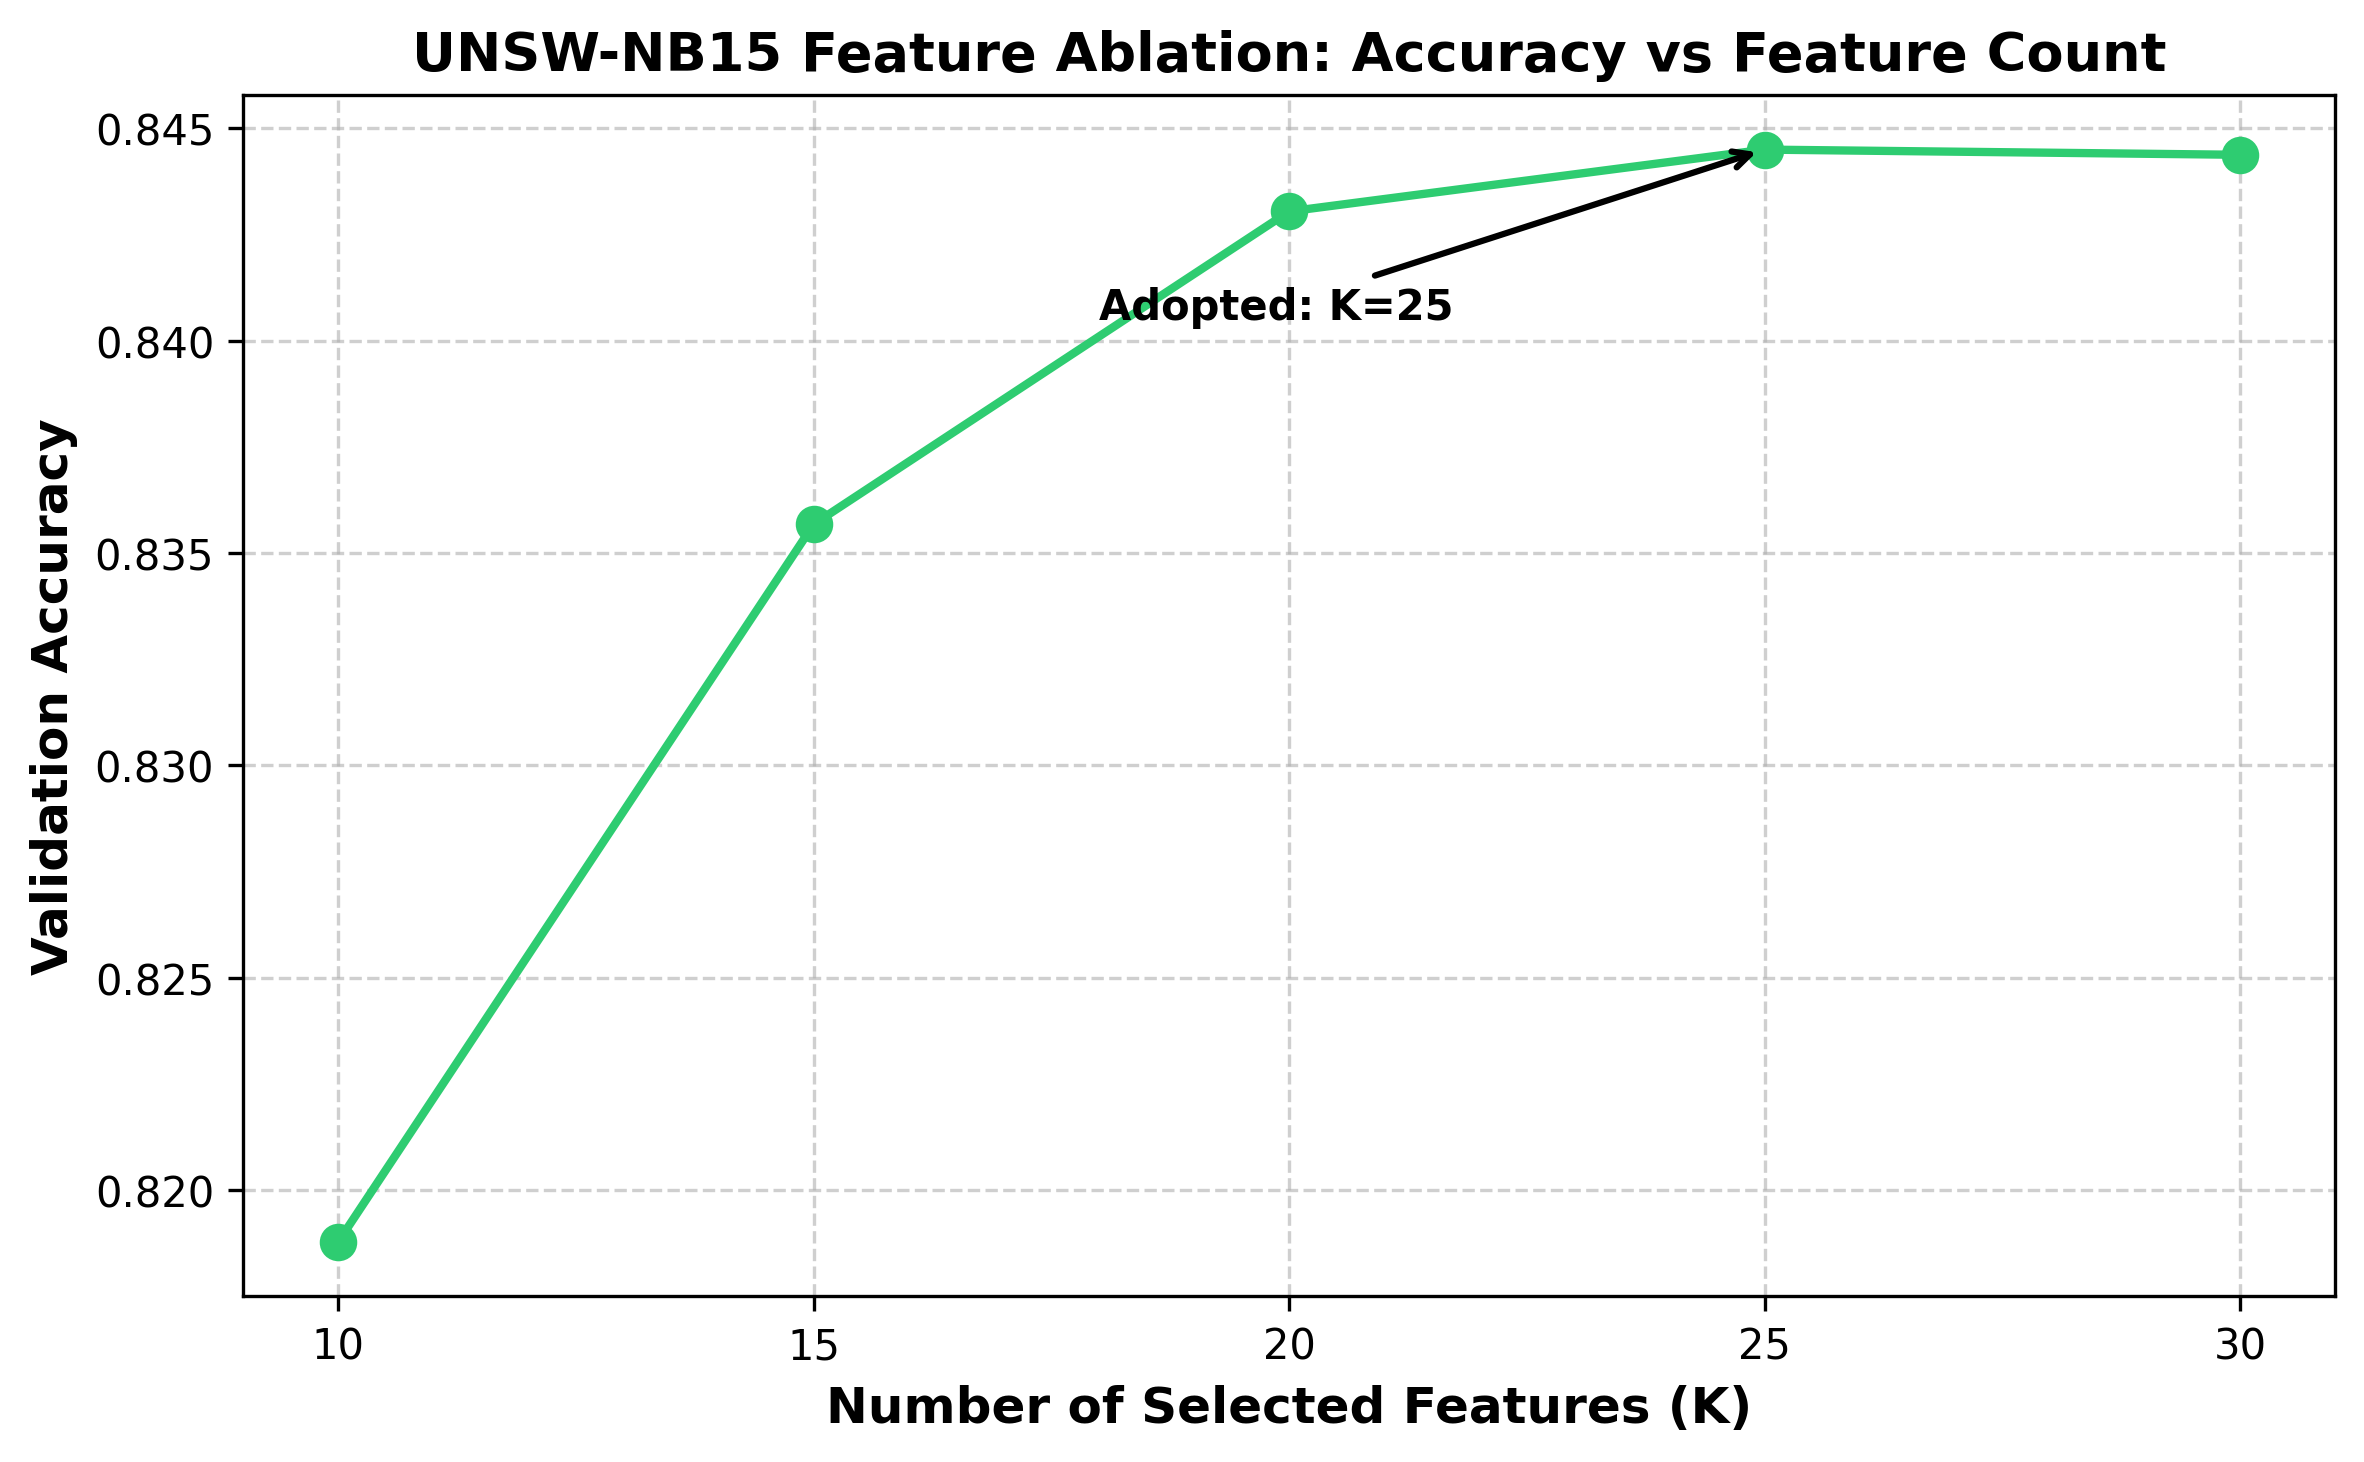 UNSW-NB15 Feature Ablation: Accuracy vs Feature Count
0.845
0.840
0.835
0.830
0.825
0.820
Validation Accuracy
Adopted: K=25
10 15 20 25 30
Number of Selected Features (K)